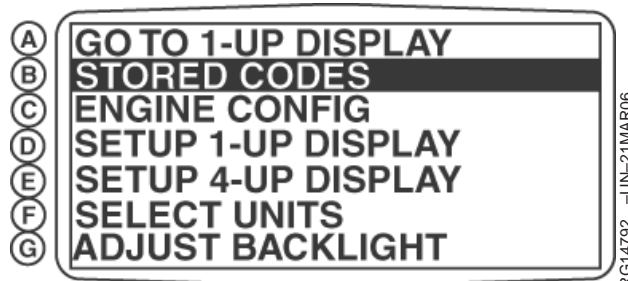 A GO TO 1-UP DISPLAY
B STORED CODES
C ENGINE CONFIG
D SETUP 1-UP DISPLAY
E SETUP 4-UP DISPLAY
F SELECT UNITS
G ADJUST BACKLIGHT
G14792 –UN–21MAR06